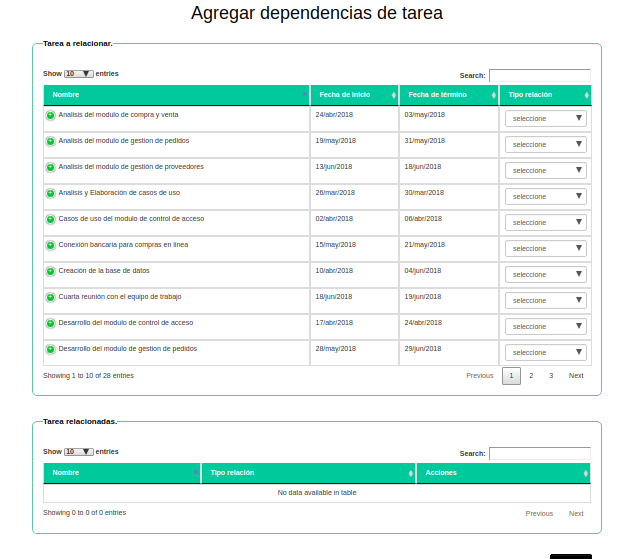 Agregar dependencias de tarea
Tarea a relacionar.
Show 10 entries
Search:
Nombre Fecha de inicio Fecha de término Tipo relación
Analisis del modulo de compra y venta 24/abr/2018 03/may/2018 seleccione
Analisis del modulo de gestion de pedidos 19/may/2018 31/may/2018 seleccione
Analisis del modulo de gestión de proveedores 13/jun/2018 18/jun/2018 seleccione
Analisis y Elaboración de casos de uso 26/mar/2018 30/mar/2018 seleccione
Casos de uso del modulo de control de acceso 02/abr/2018 06/abr/2018 seleccione
Conexión bancaria para compras en linea 15/may/2018 21/may/2018 seleccione
Creación de la base de datos 10/abr/2018 04/jun/2018 seleccione
Cuarta reunión con el equipo de trabajo 18/jun/2018 19/jun/2018 seleccione
Desarrollo del modulo de control de acceso 17/abr/2018 24/abr/2018 seleccione
Desarrollo del modulo de gestion de pedidos 28/may/2018 29/jun/2018 seleccione
Showing 1 to 10 of 28 entries
Previous 1 2 3 Next
Tarea relacionadas.
Show 10 entries
Search:
Nombre Tipo relación Acciones
No data available in table
Showing 0 to 0 of 0 entries
Previous Next